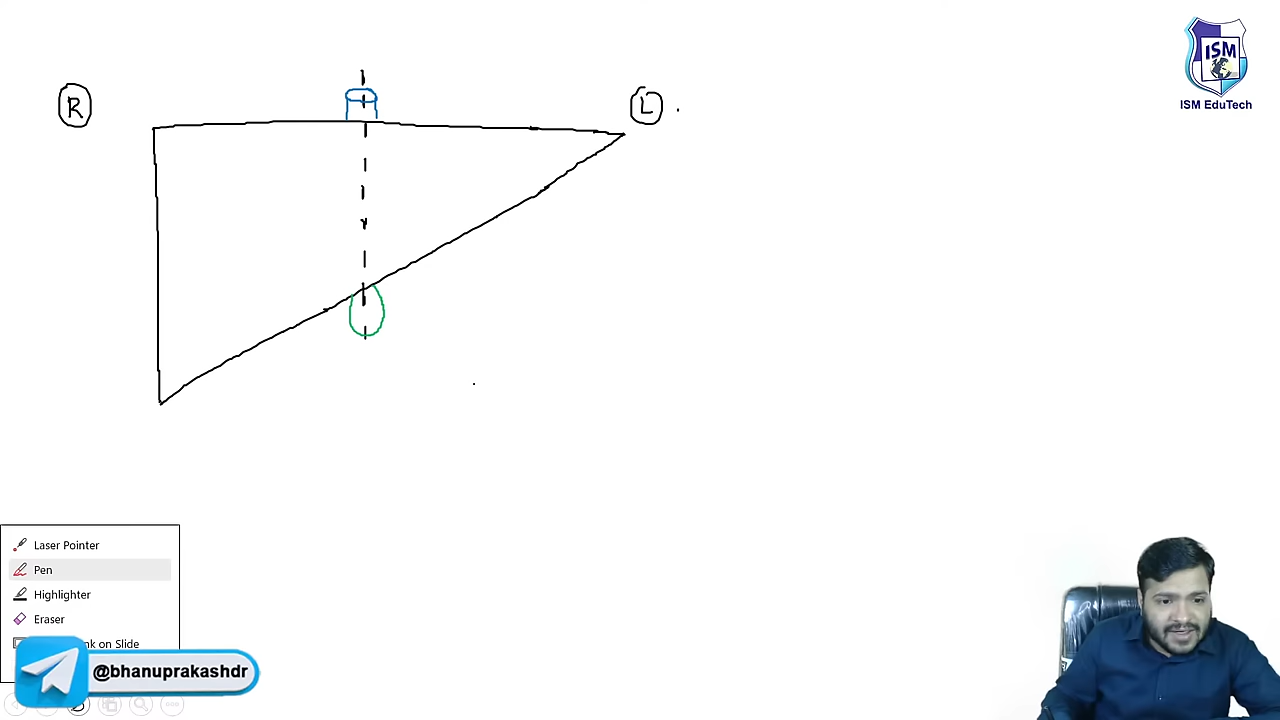 ISM
ISM EduTech
R
L
Laser Pointer
Pen
Highlighter
Eraser
nk on Slide
@bhanuprakashdr